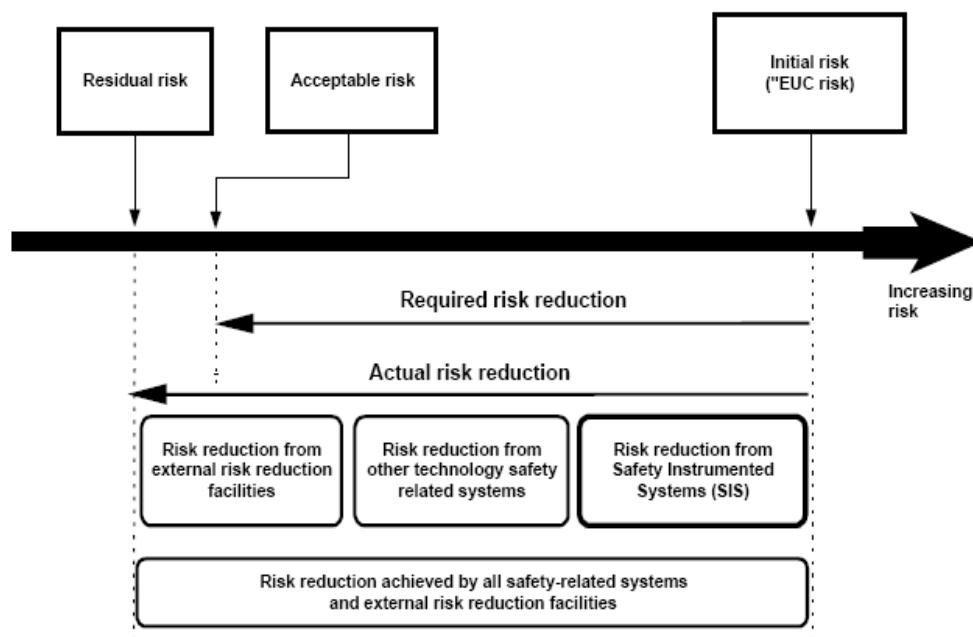 Residual risk
Acceptable risk
Initial risk
("EUC risk)
Increasing
risk
Required risk reduction
Actual risk reduction
Risk reduction from
external risk reduction
facilities
Risk reduction from
other technology safety
related systems
Risk reduction from
Safety Instrumented
Systems (SIS)
Risk reduction achieved by all safety-related systems
and external risk reduction facilities